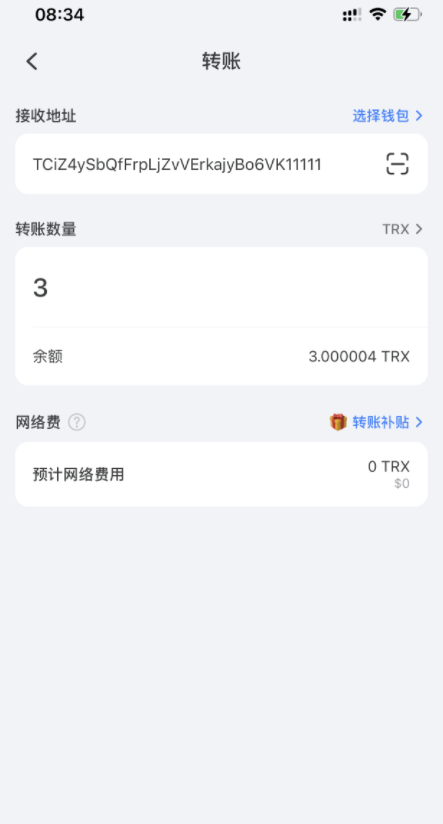 08:34
转账
接收地址
选择钱包
TCiZ4ySbQfFrpLjZvVErkajyBo6VK11111
转账数量
TRX
3
余额
3.000004 TRX
网络费
转账补贴
预计网络费用
0 TRX
$0